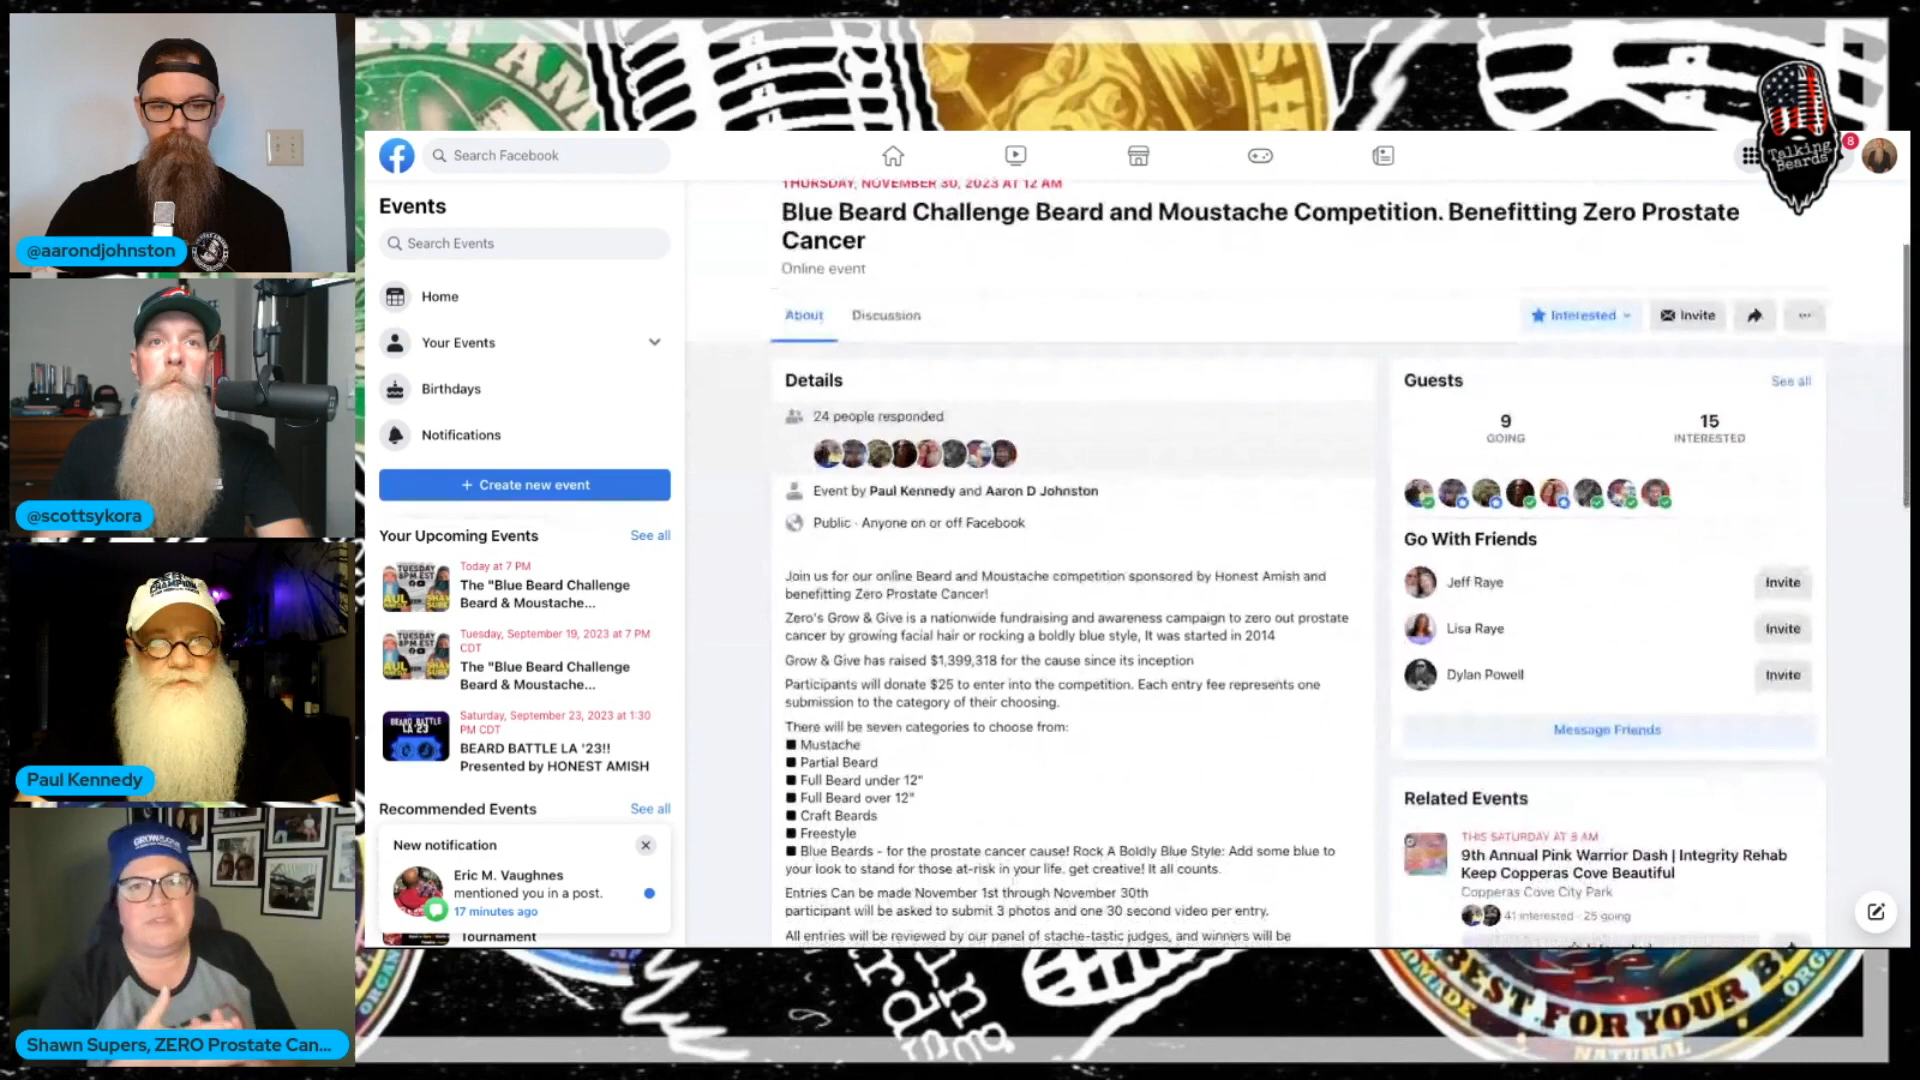 @aarondjohnston
@scottsykora
CHAMPION
Paul Kennedy
GROW&GIVE
Shawn Supers, ZERO Prostate Can...
Talking
Beards
Search Facebook
8
Events
Search Events
Home
Your Events
Birthdays
Notifications
+ Create new event
Your Upcoming Events
See all
Today at 7 PM
The "Blue Beard Challenge
Beard & Moustache...
Tuesday, September 19, 2023 at 7 PM
CDT
The "Blue Beard Challenge
Beard & Moustache...
Saturday, September 23, 2023 at 1:30
PM CDT
BEARD BATTLE LA '23!!
Presented by HONEST AMISH
BEARD BATTLE
LA '23
Recommended Events
See all
New notification
Eric M. Vaughnes
mentioned you in a post.
17 minutes ago
Tournament
THURSDAY, NOVEMBER 30, 2023 AT 12 AM
Blue Beard Challenge Beard and Moustache Competition. Benefitting Zero Prostate
Cancer
Online event
About
Discussion
Interested
Invite
Details
24 people responded
Event by Paul Kennedy and Aaron D Johnston
Public · Anyone on or off Facebook
Join us for our online Beard and Moustache competition sponsored by Honest Amish and
benefitting Zero Prostate Cancer!
Zero's Grow & Give is a nationwide fundraising and awareness campaign to zero out prostate
cancer by growing facial hair or rocking a boldly blue style, It was started in 2014
Grow & Give has raised $1,399,318 for the cause since its inception
Participants will donate $25 to enter into the competition. Each entry fee represents one
submission to the category of their choosing.
There will be seven categories to choose from:
■ Mustache
■ Partial Beard
■ Full Beard under 12"
■ Full Beard over 12"
■ Craft Beards
■ Freestyle
■ Blue Beards - for the prostate cancer cause! Rock A Boldly Blue Style: Add some blue to
your look to stand for those at-risk in your life. get creative! It all counts.
Entries Can be made November 1st through November 30th
participant will be asked to submit 3 photos and one 30 second video per entry.
All entries will be reviewed by our panel of stache-tastic judges, and winners will be
Guests
See all
9
GOING
15
INTERESTED
Go With Friends
Jeff Raye
Invite
Lisa Raye
Invite
Dylan Powell
Invite
Message Friends
Related Events
THIS SATURDAY AT 8 AM
9th Annual Pink Warrior Dash | Integrity Rehab
Keep Copperas Cove Beautiful
Copperas Cove City Park
41 interested · 25 going
BEST FOR YOUR B
NATURAL